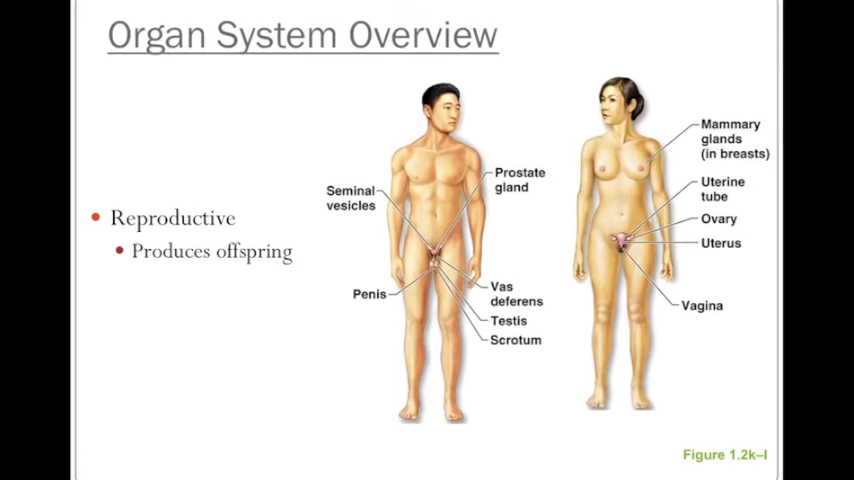 Organ System Overview
Reproductive
Produces offspring
Seminal
vesicles
Penis
Prostate
gland
Vas
deferens
Testis
Scrotum
Mammary
glands
(in breasts)
Uterine
tube
Ovary
Uterus
Vagina
Figure 1.2k–l